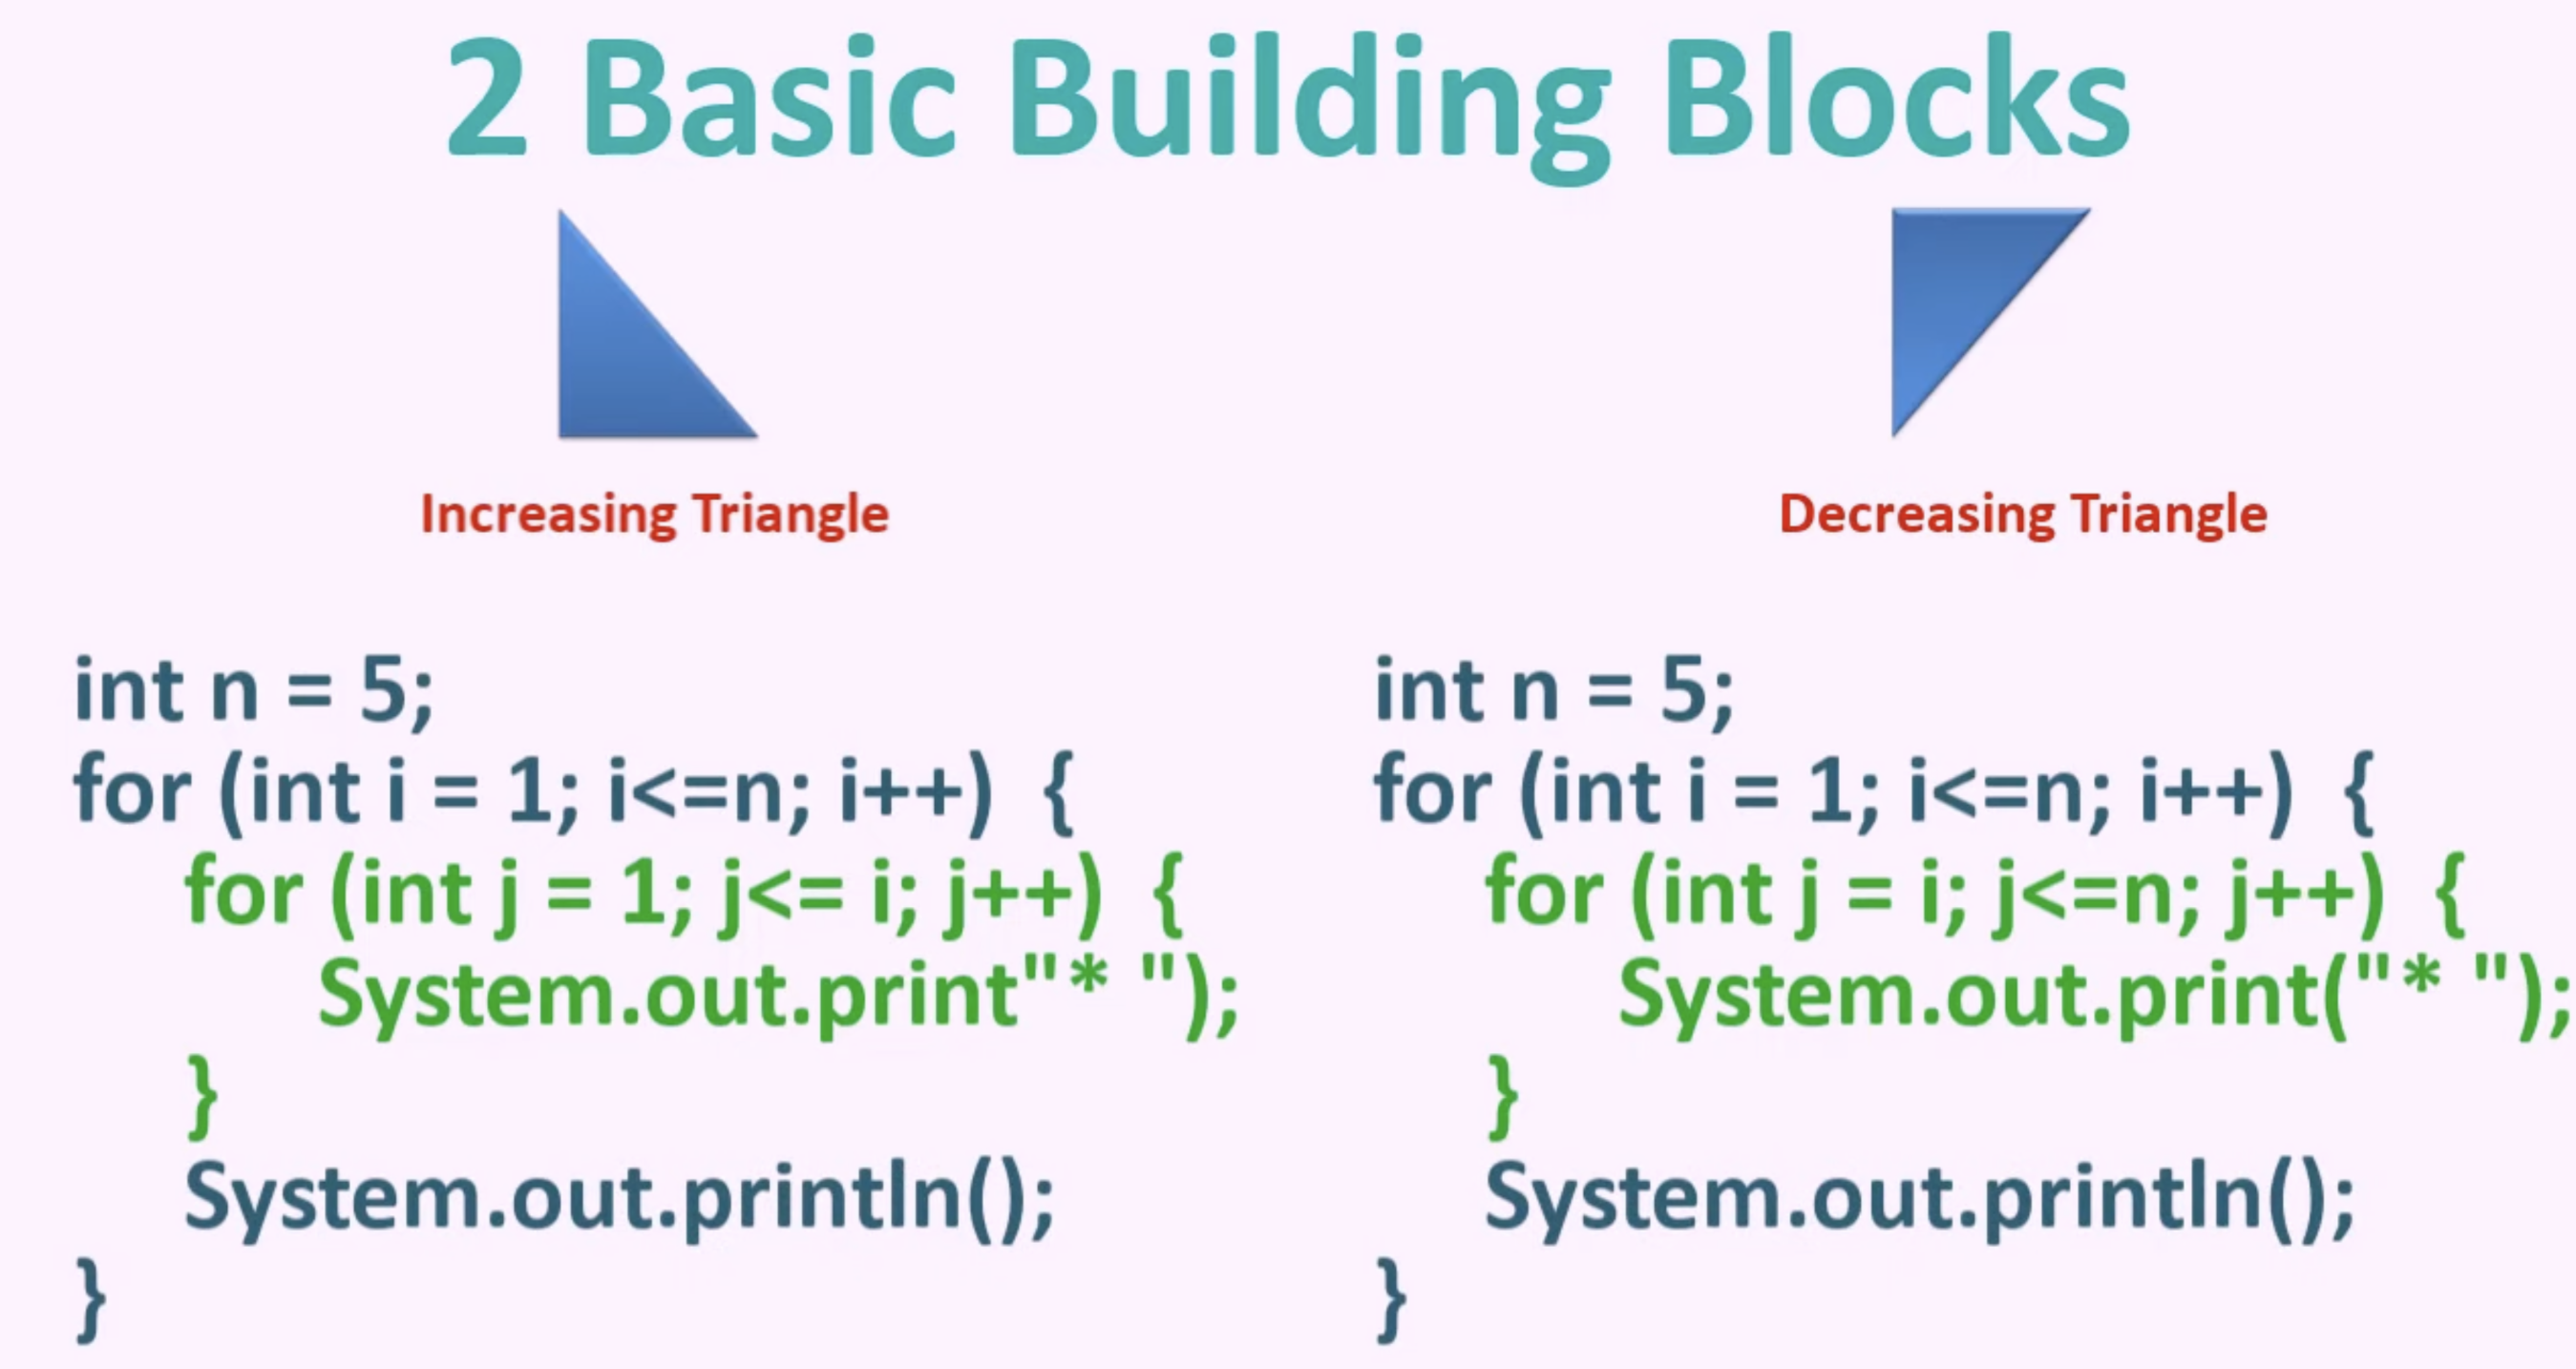 2 Basic Building Blocks
Increasing Triangle
int n = 5;
for (int i = 1; i<=n; i++) {
for (int j = 1; j<= i; j++) {
System.out.print"* ");
}
System.out.println();
}
Decreasing Triangle
int n = 5;
for (int i = 1; i<=n; i++) {
for (int j = i; j<=n; j++) {
System.out.print("* ");
}
System.out.println();
}